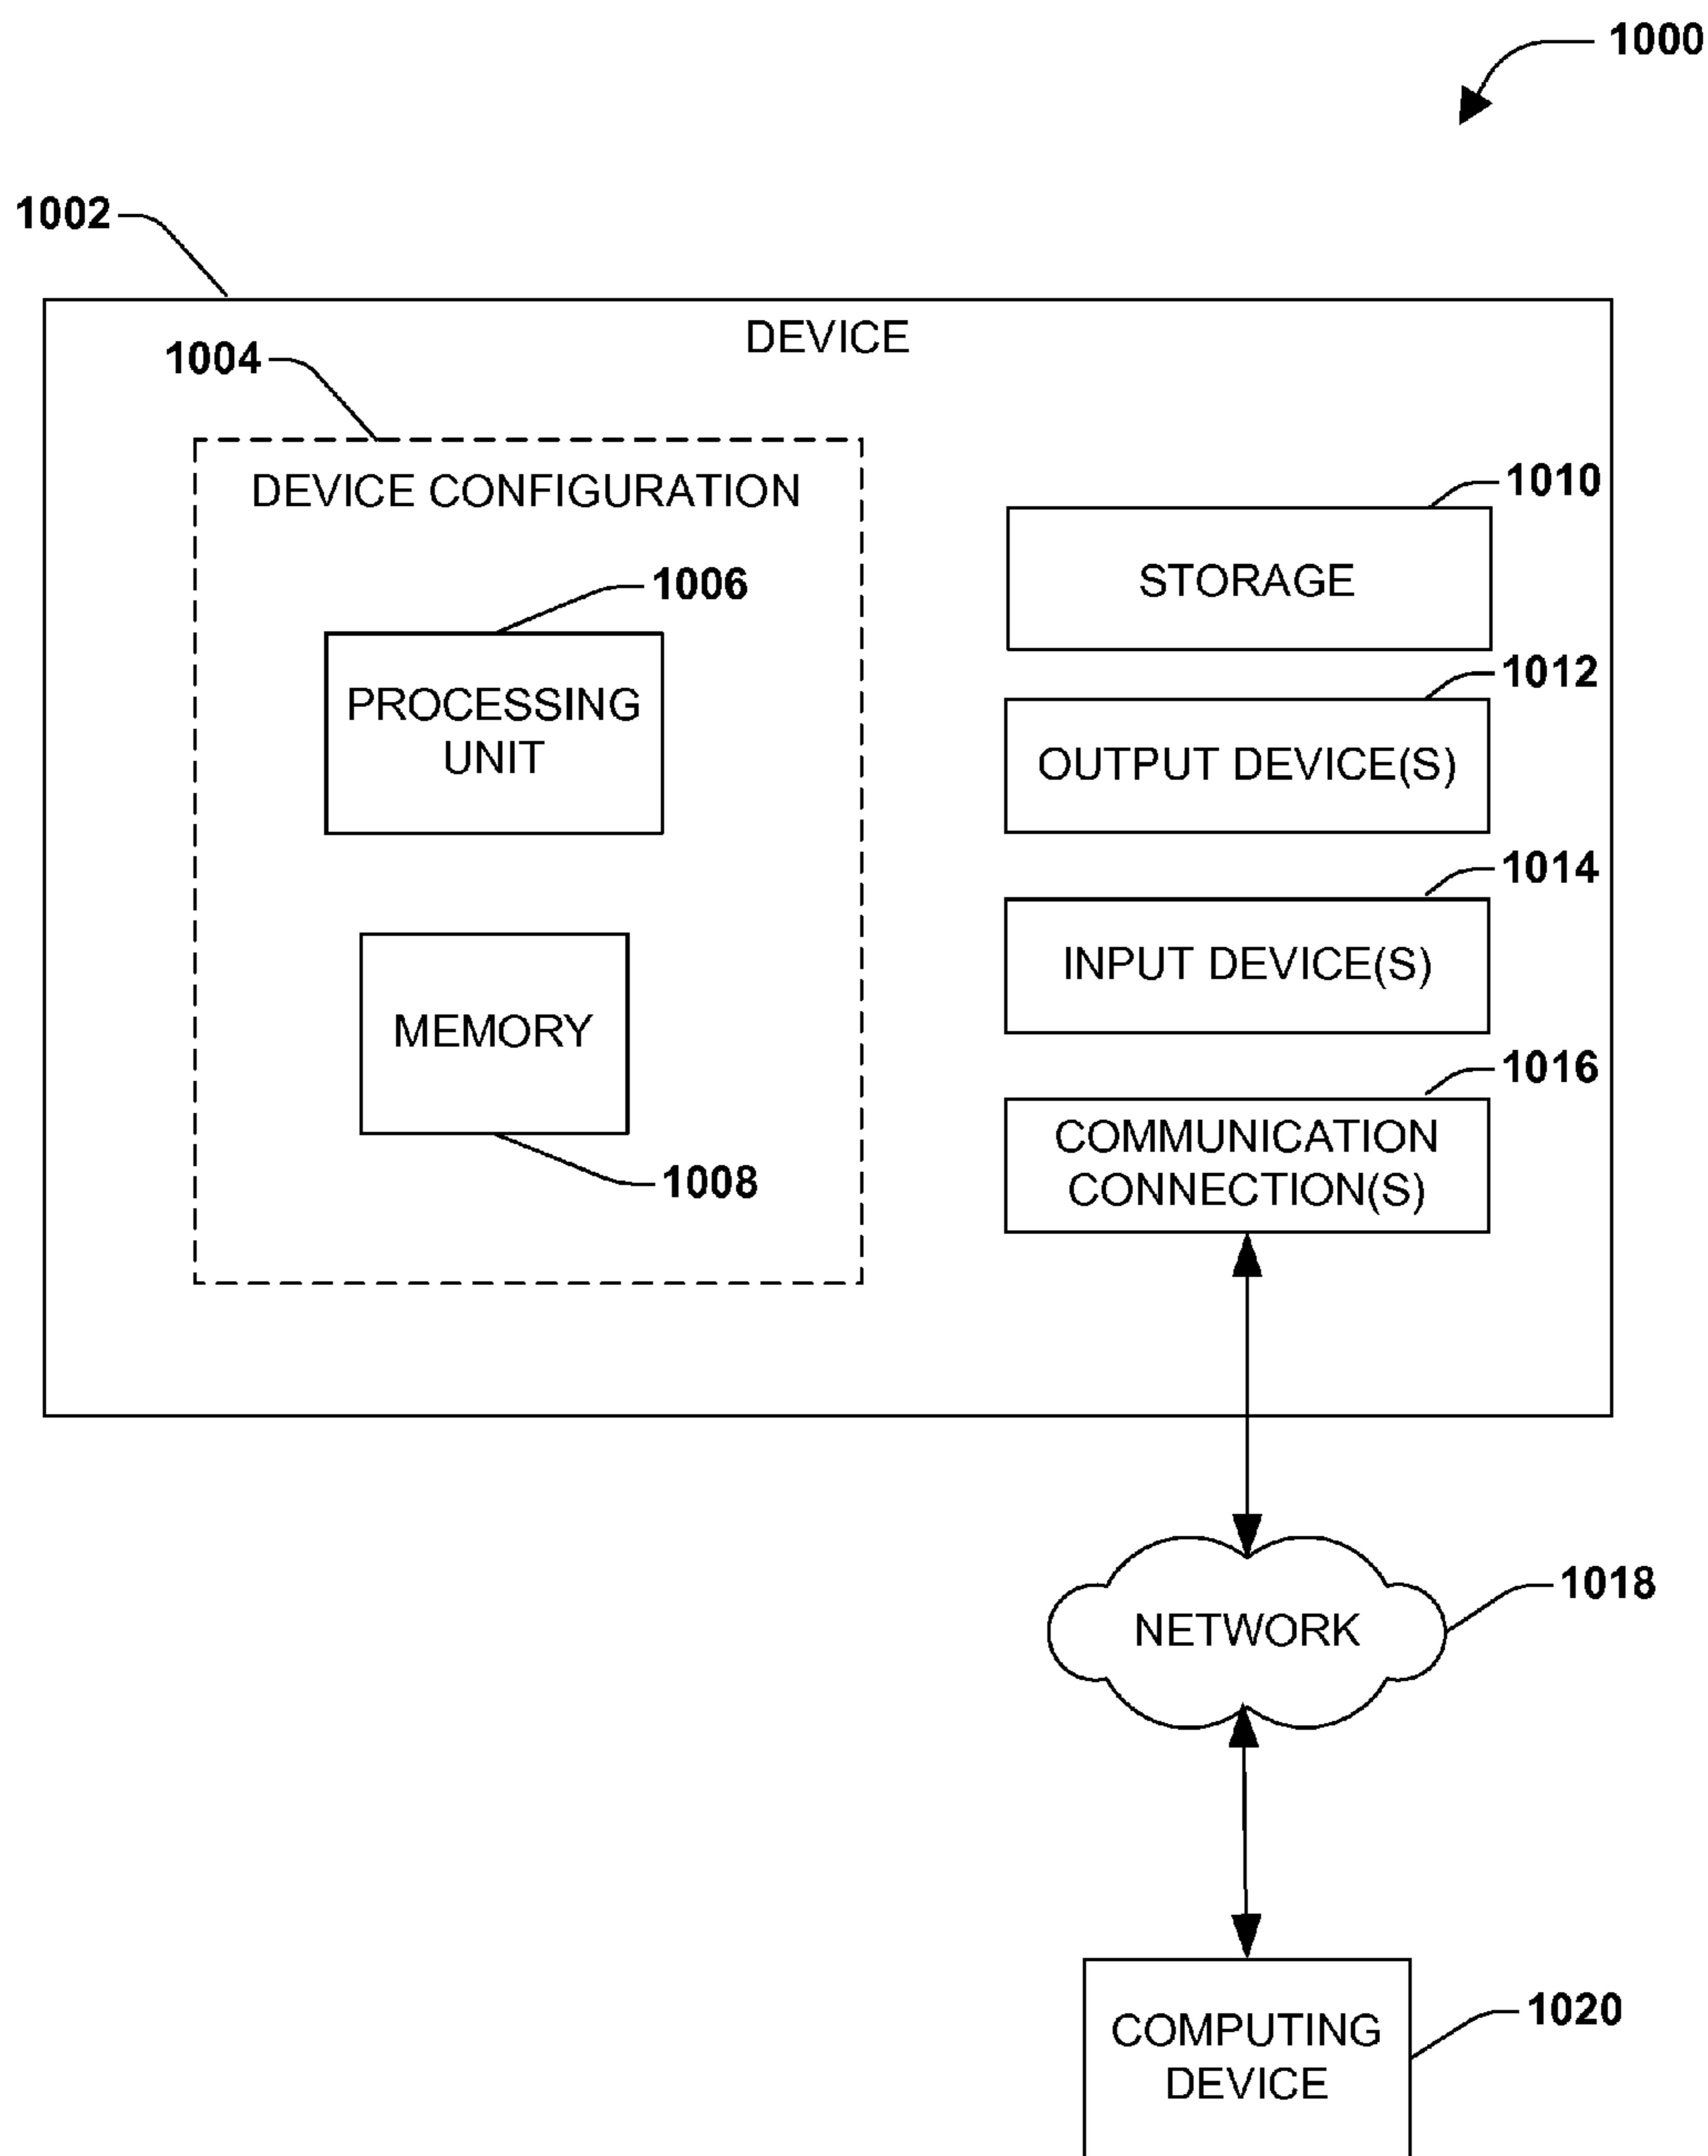 1000
1002
DEVICE
1004
DEVICE CONFIGURATION
1006
PROCESSING
UNIT
MEMORY
1008
1010
STORAGE
1012
OUTPUT DEVICE(S)
1014
INPUT DEVICE(S)
1016
COMMUNICATION
CONNECTION(S)
NETWORK
1018
COMPUTING
DEVICE
1020